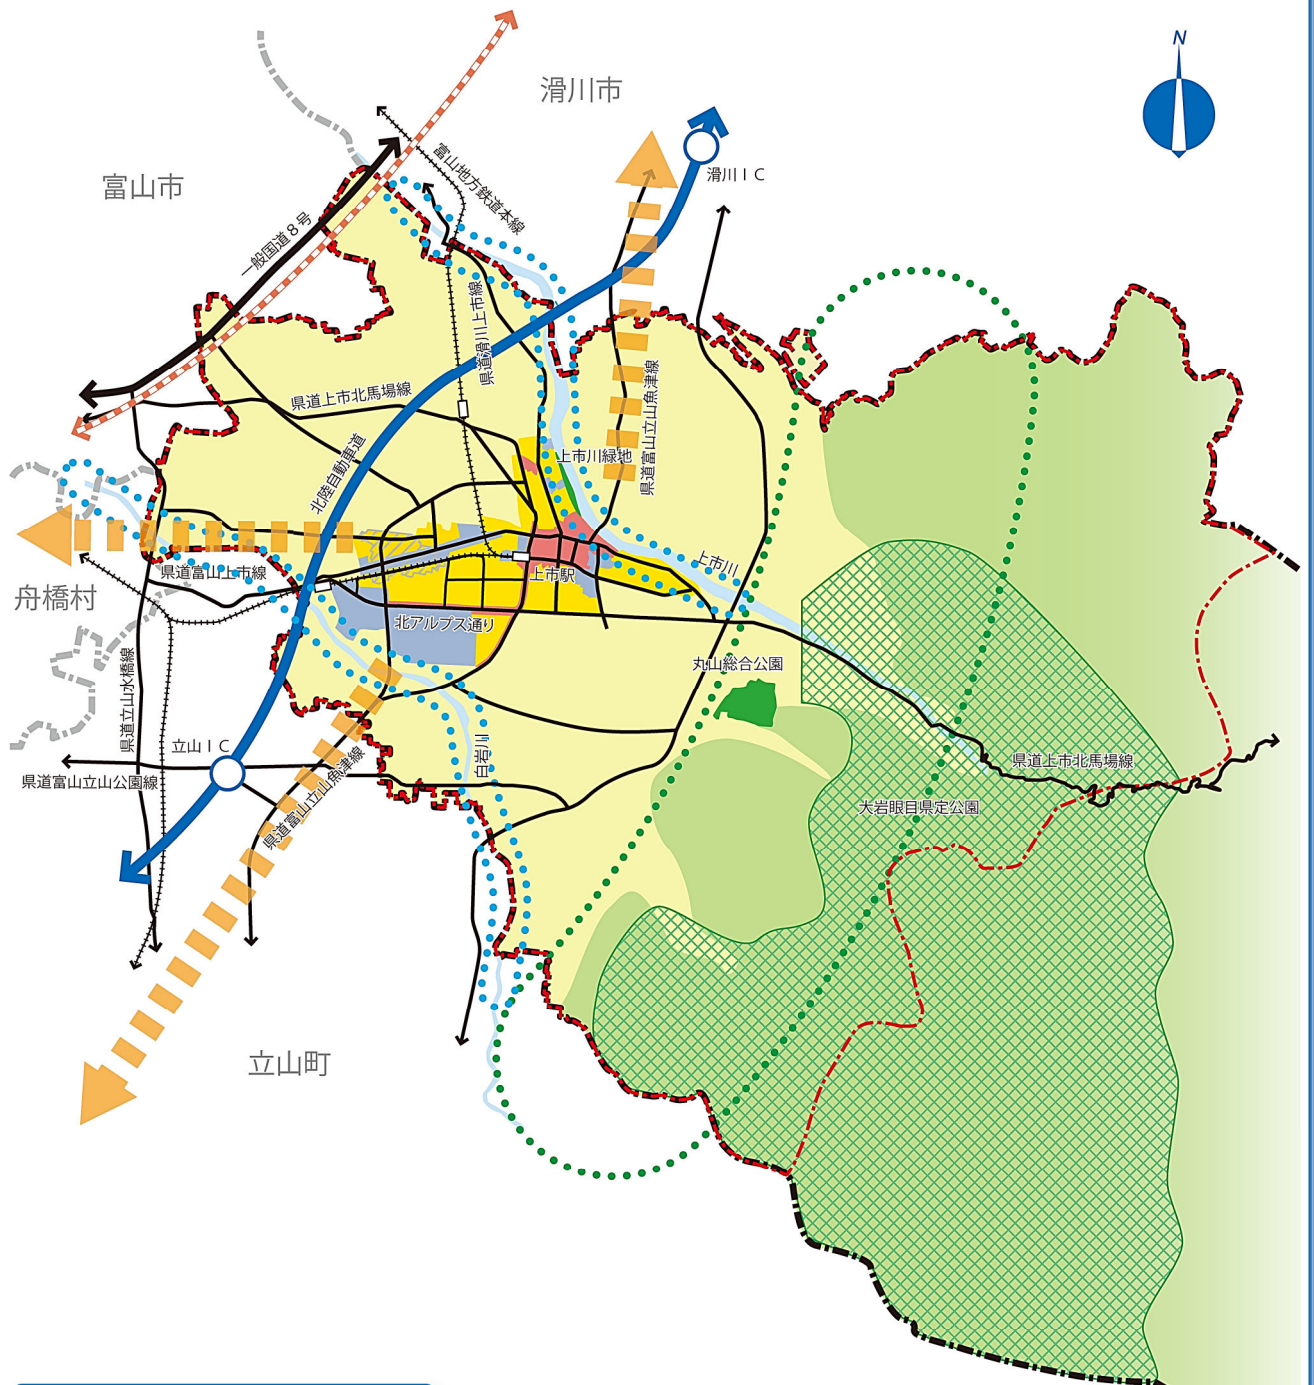 N
滑川市
富山市
滑川ＩＣ
富山地方鉄道本線
一般国道８号
県道滑川上市線
県道上市北馬場線
県道富山立山魚津線
北陸自動車道
上市川緑地
上市川
県道富山上市線
上市駅
舟橋村
北アルプス通り
丸山総合公園
県道立山水橋線
立山ＩＣ
白岩川
県道上市北馬場線
県道富山立山公園線
県道富山立山魚津線
大岩眼目県定公園
立山町